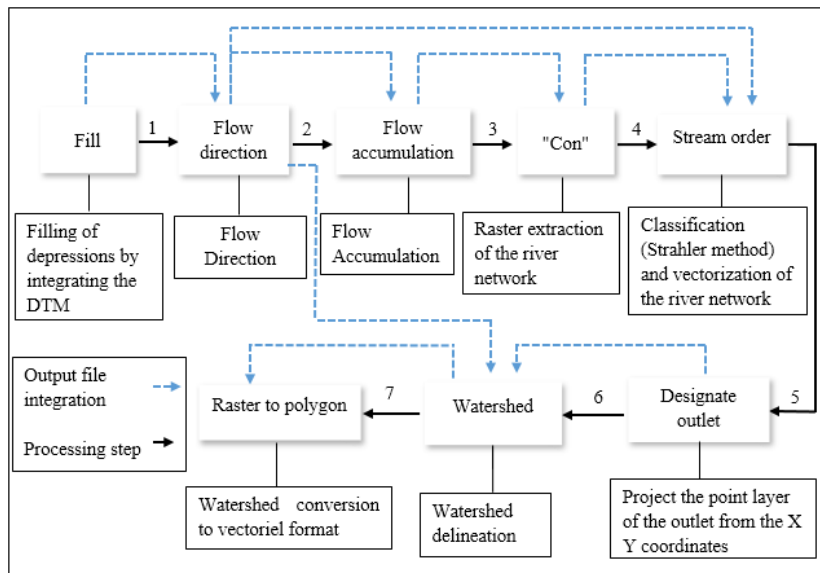 Fill
1
Flow
direction
2
Flow
accumulation
3
"Con"
4
Stream order
Filling of
depressions by
integrating the
DTM
Flow
Direction
Flow
Accumulation
Raster extraction
of the river
network
Classification
(Strahler method)
and vectorization of
the river network
Output file
integration
Processing step
Raster to polygon
7
Watershed
6
Designate
outlet
5
Watershed conversion
to vectoriel format
Watershed
delineation
Project the point layer
of the outlet from the X
Y coordinates